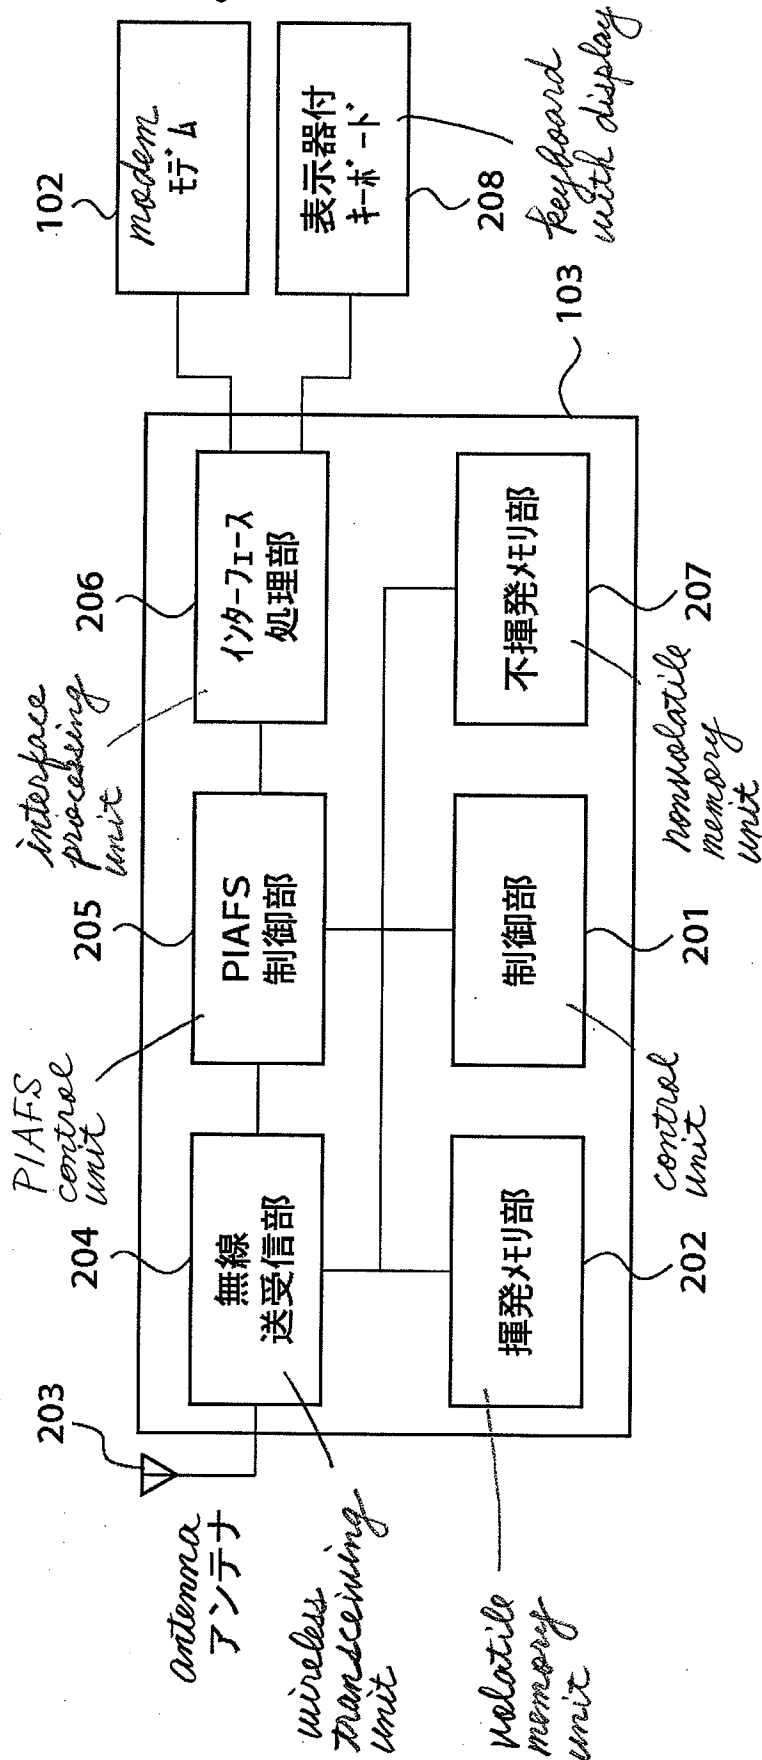 203
204
205
206
102
antenna
アンテナ
wireless
transceiving
unit
PIAFS
control
unit
interface
processing
unit
modem
モデム
無線
送受信部
PIAFS
制御部
インターフェース
処理部
表示器付
キーボード
208
keyboard
with display
103
揮発メモリ部
制御部
不揮発メモリ部
202
201
207
volatile
memory
unit
control
unit
nonvolatile
memory
unit